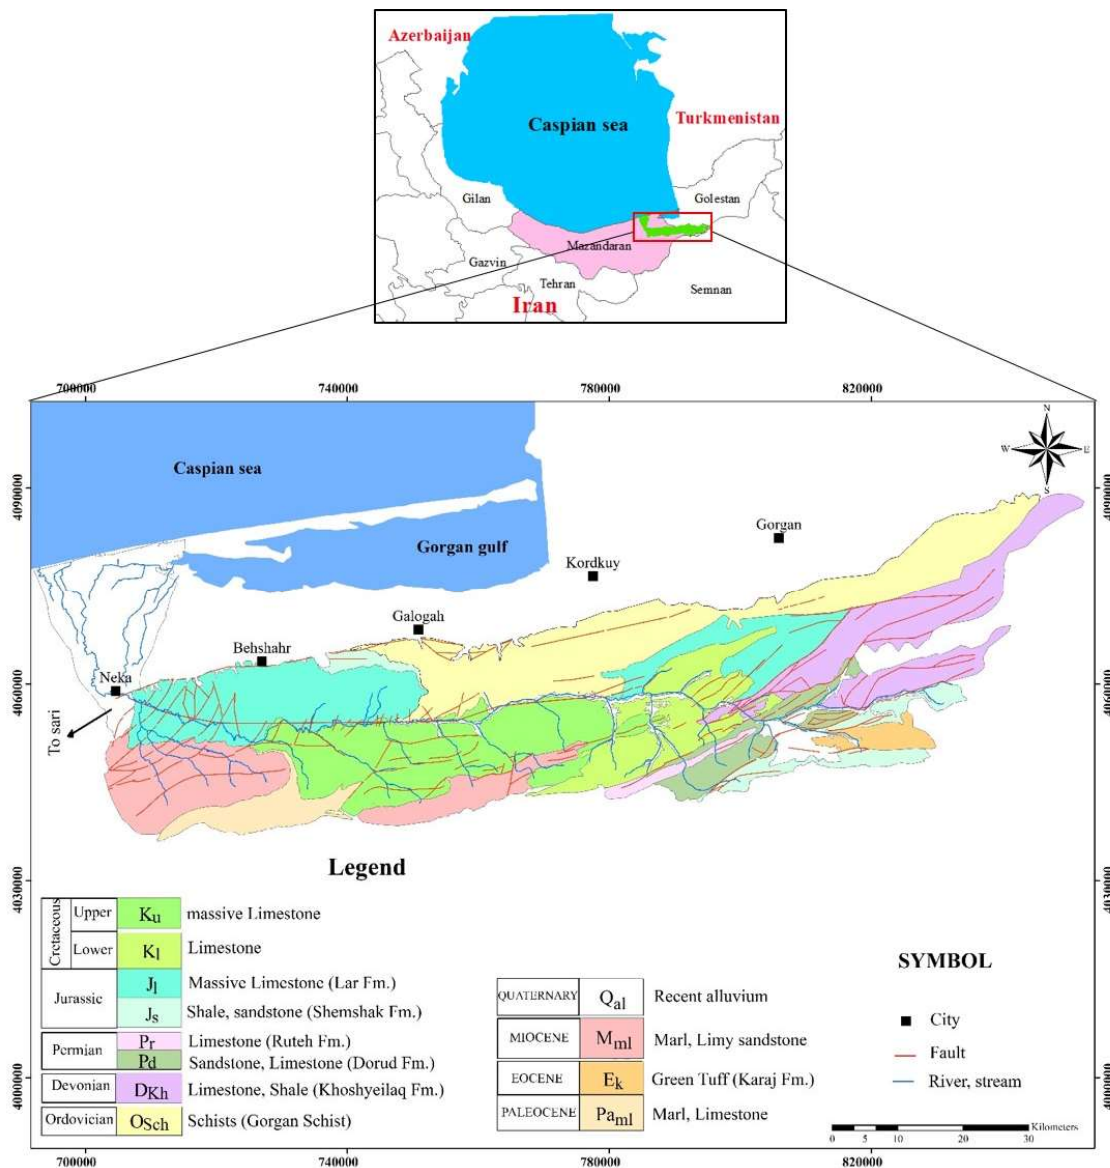 Azerbaijan
Caspian sea
Turkmenistan
Gilan
Golestan
Mazandaran
Gazvin
Tehran
Semnan
Iran
700000
740000
780000
820000
4090000
4060000
4030000
4000000
4090000
4060000
4030000
4000000
N
W
E
S
Caspian sea
Gorgan gulf
Gorgan
Kordkuy
Galogah
Behshahr
Neka
To sari
Legend
Cretaceous
Upper
Ku
massive Limestone
Lower
Kl
Limestone
Jurassic
Jl
Massive Limestone (Lar Fm.)
Js
Shale, sandstone (Shemshak Fm.)
Permian
Pr
Limestone (Ruteh Fm.)
Pd
Sandstone, Limestone (Dorud Fm.)
Devonian
DKh
Limestone, Shale (Khoshyeilaq Fm.)
Ordovician
OSch
Schists (Gorgan Schist)
QUATERNARY
Qal
Recent alluvium
MIOCENE
Mml
Marl, Limy sandstone
EOCENE
Ek
Green Tuff (Karaj Fm.)
PALEOCENE
Paml
Marl, Limestone
SYMBOL
City
Fault
River, stream
Kilometers
0
5
10
20
30
700000
740000
780000
820000